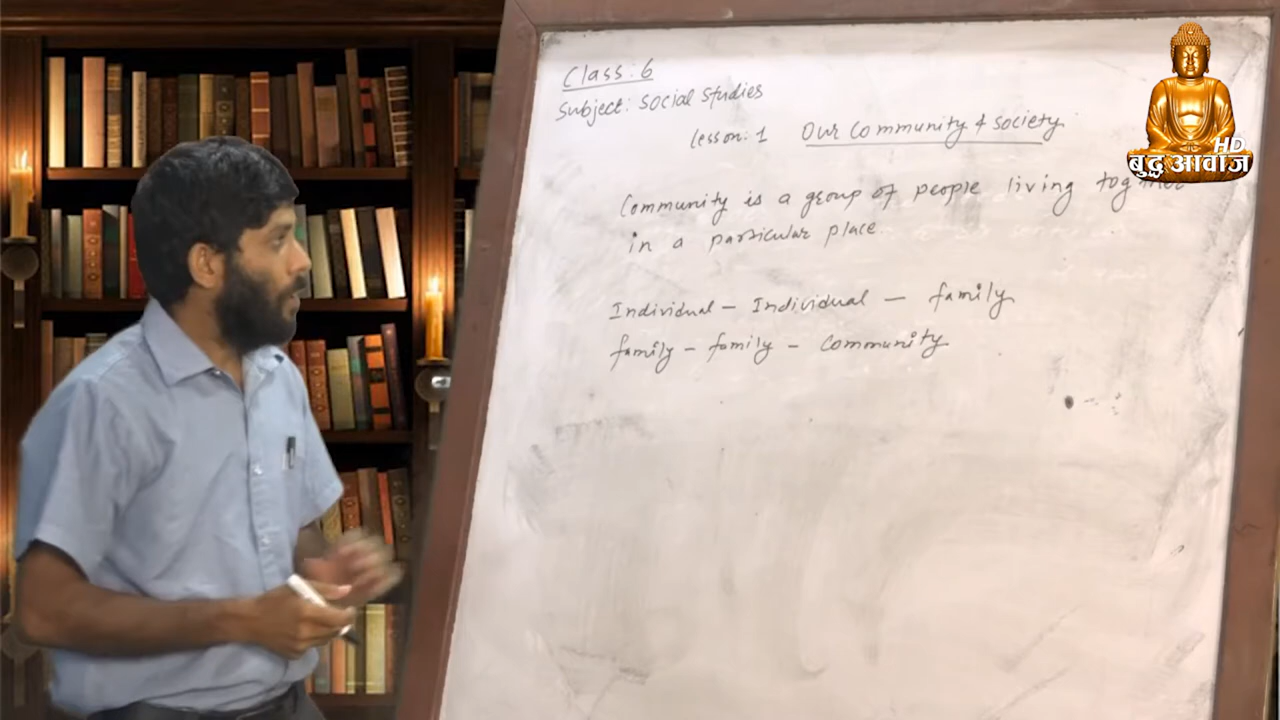 Class: 6
Subject: Social Studies
Lesson: 1 Our Community & Society
Community is a group of people living together
in a particular place
Individual – Individual – family
family – family – Community
HD
बुद्ध आवाज